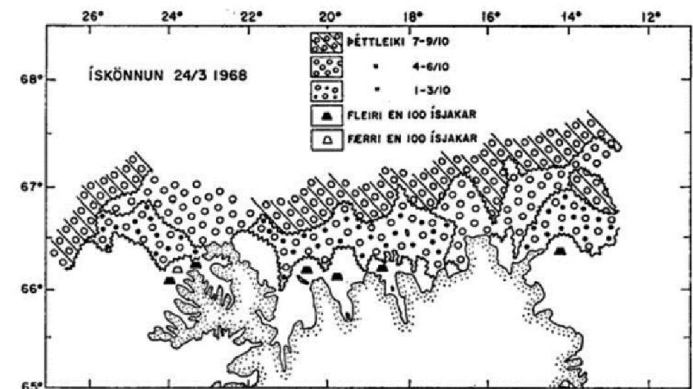 26° 24° 22° 20° 18° 16° 14° 12°
ÞÉTTLEIKI 7-9/10
68°
ÍSKÖNNUN 24/3 1968
" 4-6/10
" 1-3/10
FLEIRI EN 100 ÍSJAKAR
FÆRRI EN 100 ÍSJAKAR
67°
66°
65°